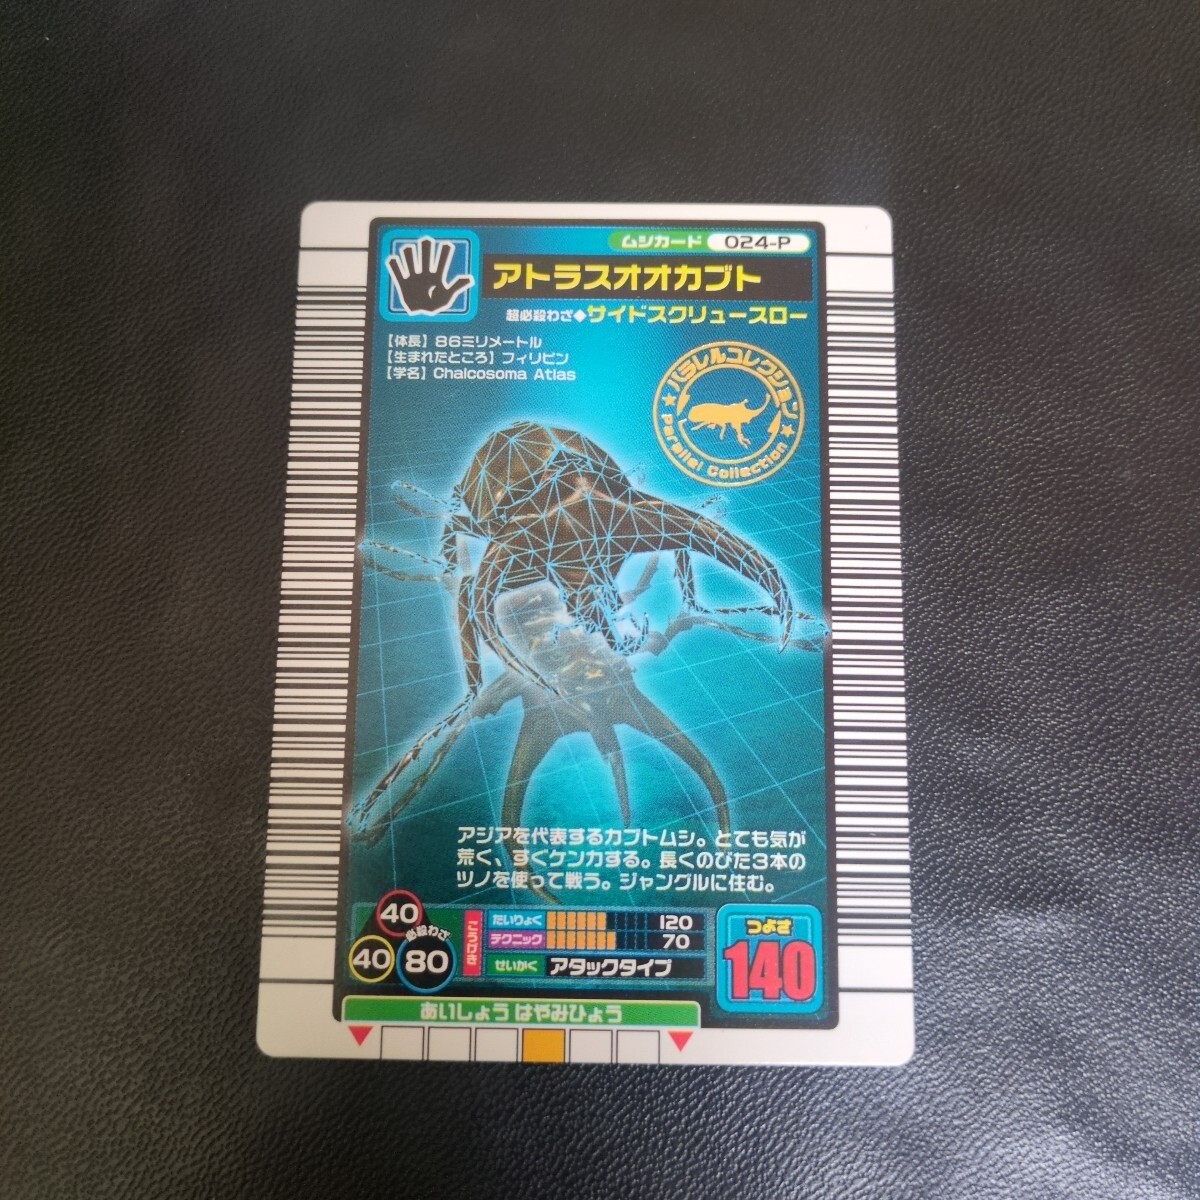 ムシカード 024-P
アトラスオオカブト
超必殺わざ◆サイドスクリュースロー
【体長】86ミリメートル
【生まれたところ】フィリピン
【学名】Chalcosoma Atlas
★パラレルコレクション★
Parallel Collection
アジアを代表するカブトムシ。とても気が
荒く、すぐケンカする。長くのびた3本の
ツノを使って戦う。ジャングルに住む。
40
必殺わざ
40
80
こうげき
たいりょく 120
テクニック 70
せいかく アタックタイプ
つよさ
140
あいしょう はやみひょう